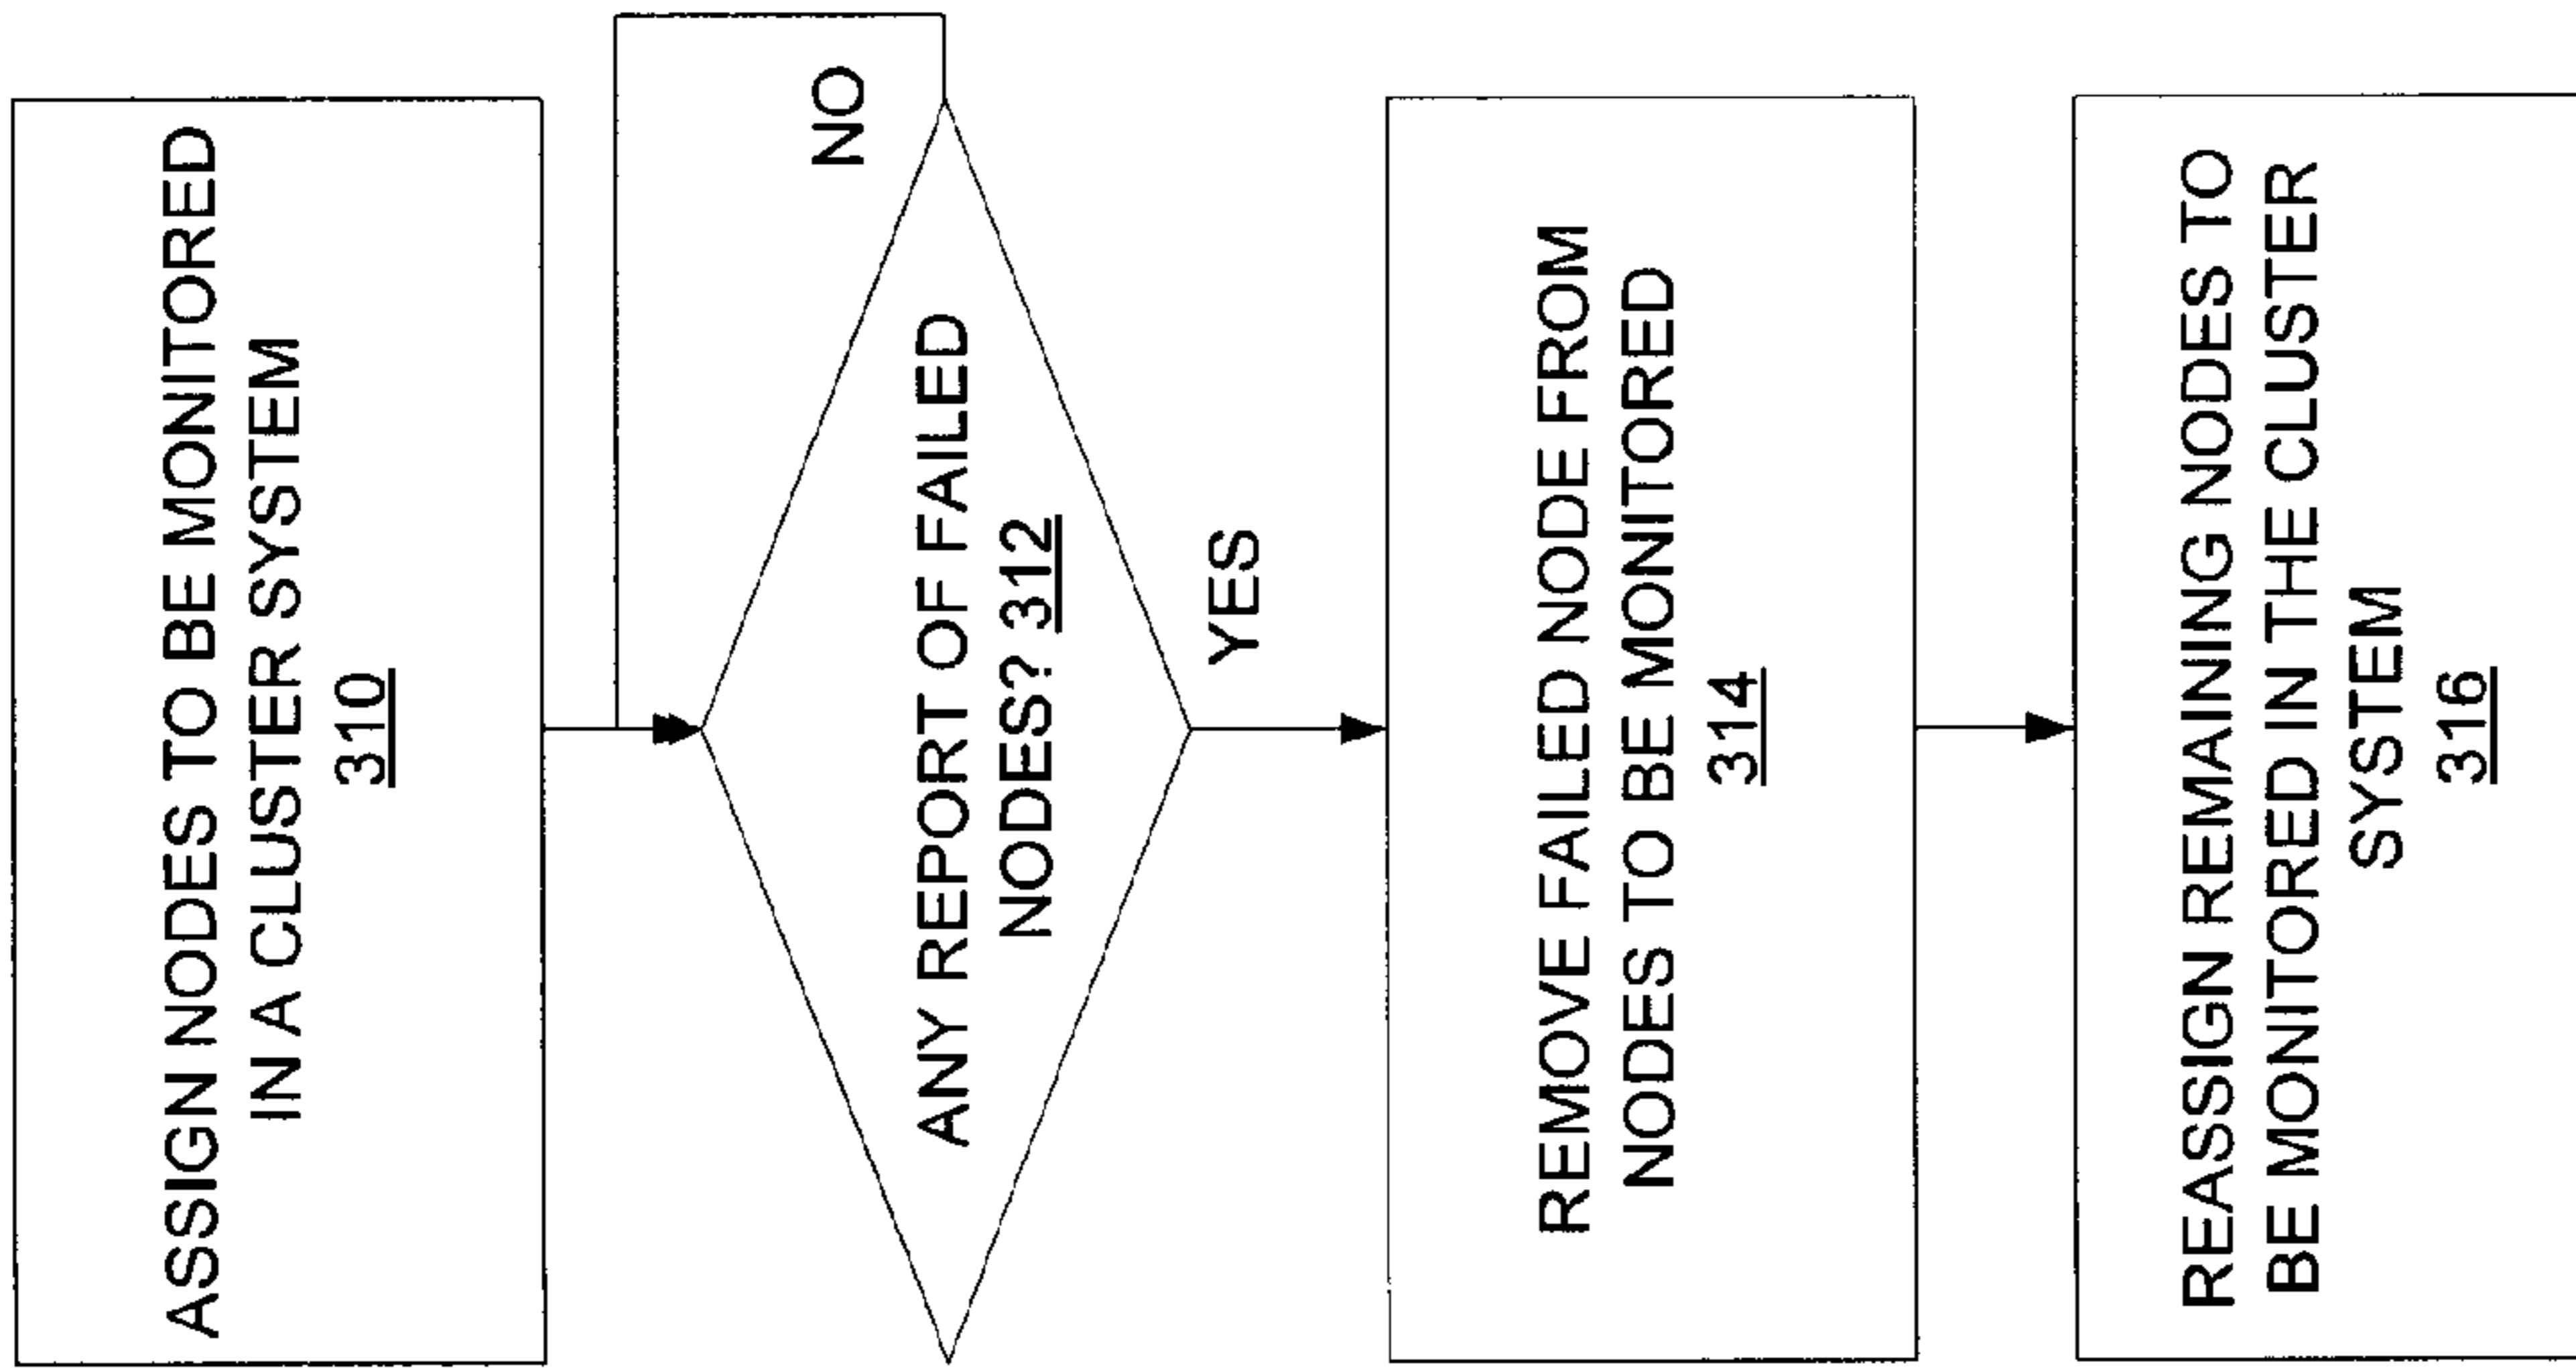 ASSIGN NODES TO BE MONITORED
IN A CLUSTER SYSTEM
310
NO
ANY REPORT OF FAILED
NODES? 312
YES
REMOVE FAILED NODE FROM
NODES TO BE MONITORED
314
REASSIGN REMAINING NODES TO
BE MONITORED IN THE CLUSTER
SYSTEM
316